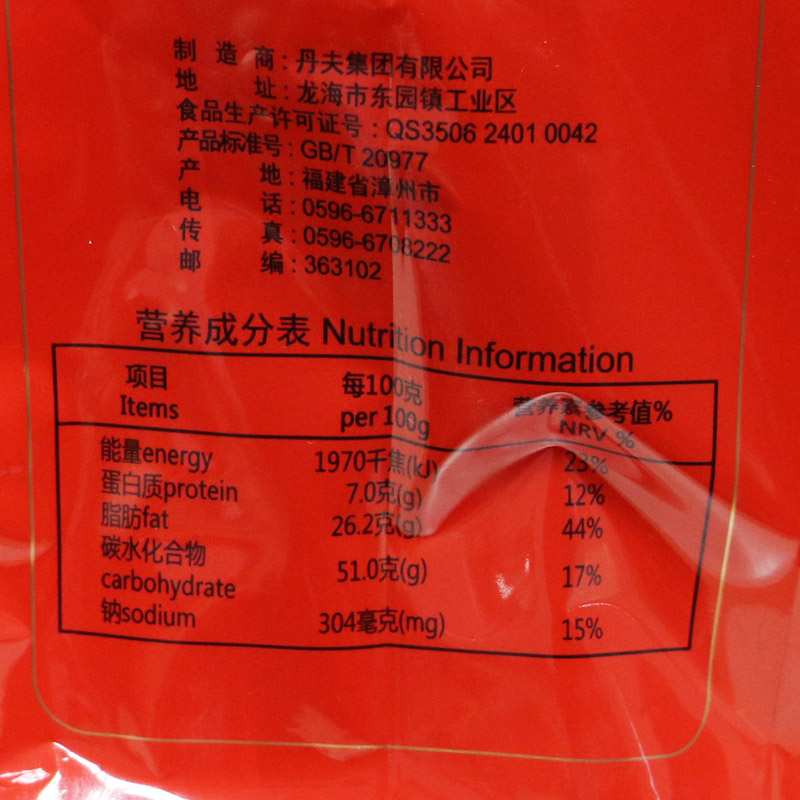 制造商：丹夫集团有限公司
地址：龙海市东园镇工业区
食品生产许可证号：QS3506 2401 0042
产品标准号：GB/T 20977
产地：福建省漳州市
电话：0596-6711333
传真：0596-6708222
邮编：363102
营养成分表 Nutrition Information
项目 每100克 营养素参考值%
Items per 100g NRV %
能量energy 1970千焦(kJ) 23%
蛋白质protein 7.0克(g) 12%
脂肪fat 26.2克(g) 44%
碳水化合物
carbohydrate 51.0克(g) 17%
钠sodium 304毫克(mg) 15%